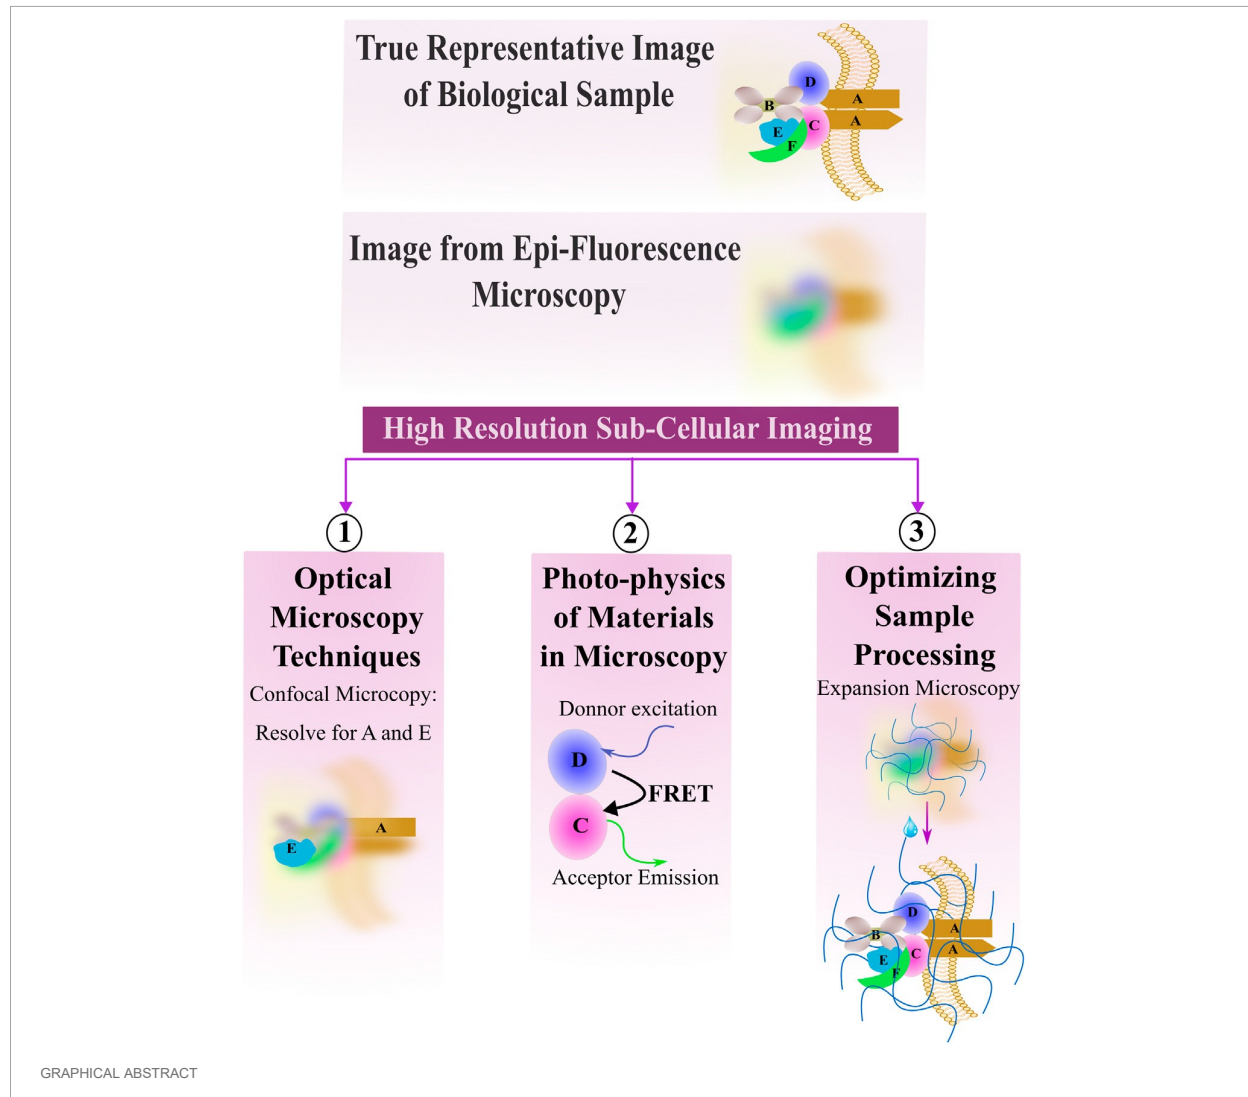 True Representative Image
of Biological Sample
D
B
A
A
E
C
F
Image from Epi-Fluorescence
Microscopy
High Resolution Sub-Cellular Imaging
1
Optical
Microscopy
Techniques
Confocal Microcopy:
Resolve for A and E
A
E
2
Photo-physics
of Materials
in Microscopy
Donnor excitation
D
FRET
C
Acceptor Emission
3
Optimizing
Sample
Processing
Expansion Microscopy
D
B
A
A
E
C
F
GRAPHICAL ABSTRACT